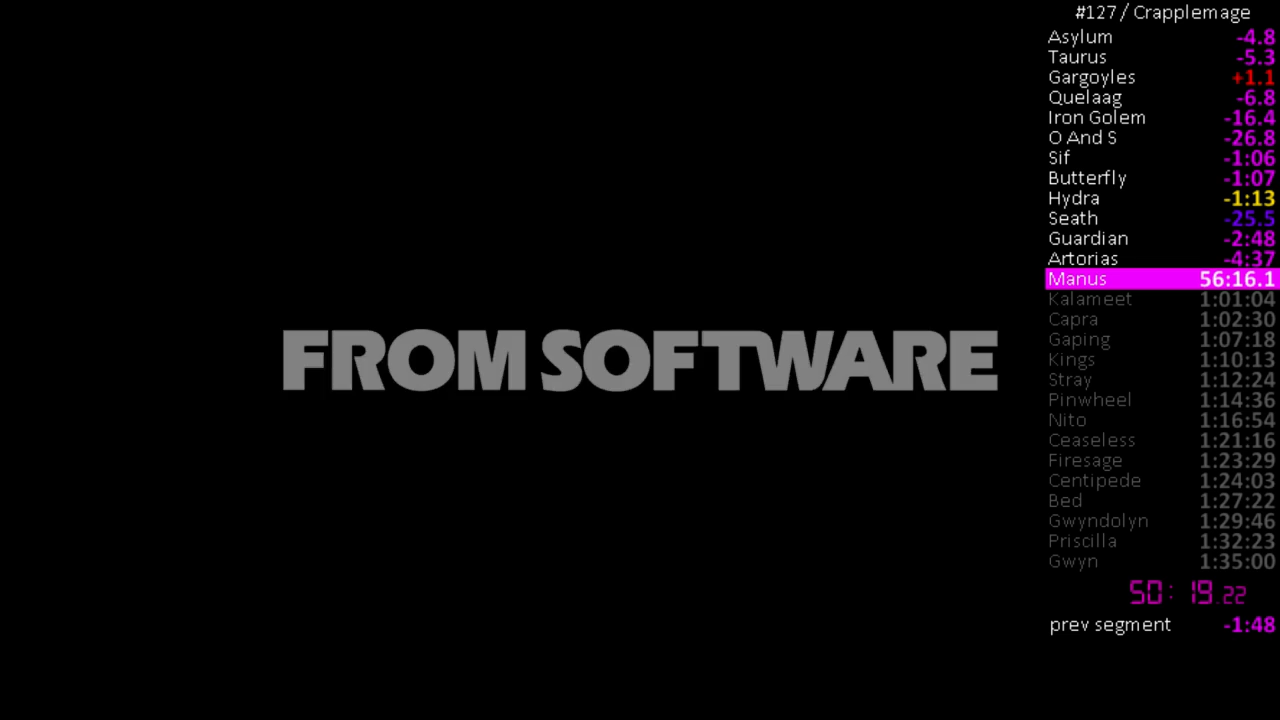 #127 / Crapplemage
Asylum -4.8
Taurus -5.3
Gargoyles +1.1
Quelaag -6.8
Iron Golem -16.4
O And S -26.8
Sif -1:06
Butterfly -1:07
Hydra -1:13
Seath -25.5
Guardian -2:48
Artorias -4:37
Manus 56:16.1
Kalameet 1:01:04
Capra 1:02:30
Gaping 1:07:18
Kings 1:10:13
Stray 1:12:24
Pinwheel 1:14:36
Nito 1:16:54
Ceaseless 1:21:16
Firesage 1:23:29
Centipede 1:24:03
Bed 1:27:22
Gwyndolyn 1:29:46
Priscilla 1:32:23
Gwyn 1:35:00
50:19.22
prev segment -1:48
FROM SOFTWARE